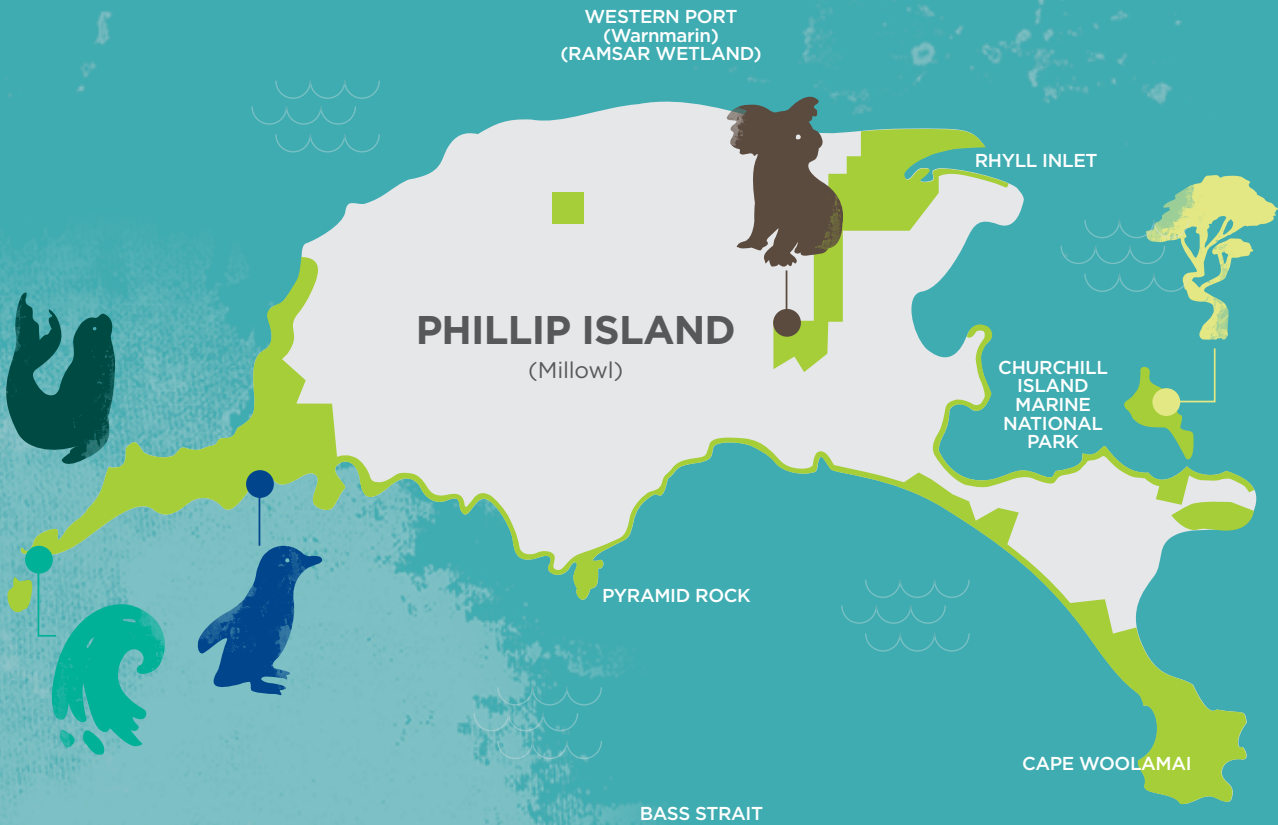 WESTERN PORT
(Warnmarin)
(RAMSAR WETLAND)
RHYLL INLET
PHILLIP ISLAND
(Millowl)
CHURCHILL
ISLAND
MARINE
NATIONAL
PARK
PYRAMID ROCK
CAPE WOOLAMAI
BASS STRAIT